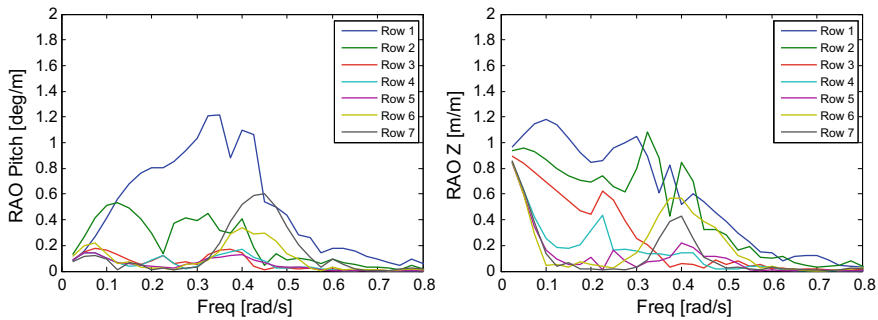 RAO Pitch [deg/m]
2
1.8
1.6
1.4
1.2
1
0.8
0.6
0.4
0.2
0
0 0.1 0.2 0.3 0.4 0.5 0.6 0.7 0.8
Freq [rad/s]
Row 1
Row 2
Row 3
Row 4
Row 5
Row 6
Row 7
RAO Z [m/m]
2
1.8
1.6
1.4
1.2
1
0.8
0.6
0.4
0.2
0
0 0.1 0.2 0.3 0.4 0.5 0.6 0.7 0.8
Freq [rad/s]
Row 1
Row 2
Row 3
Row 4
Row 5
Row 6
Row 7